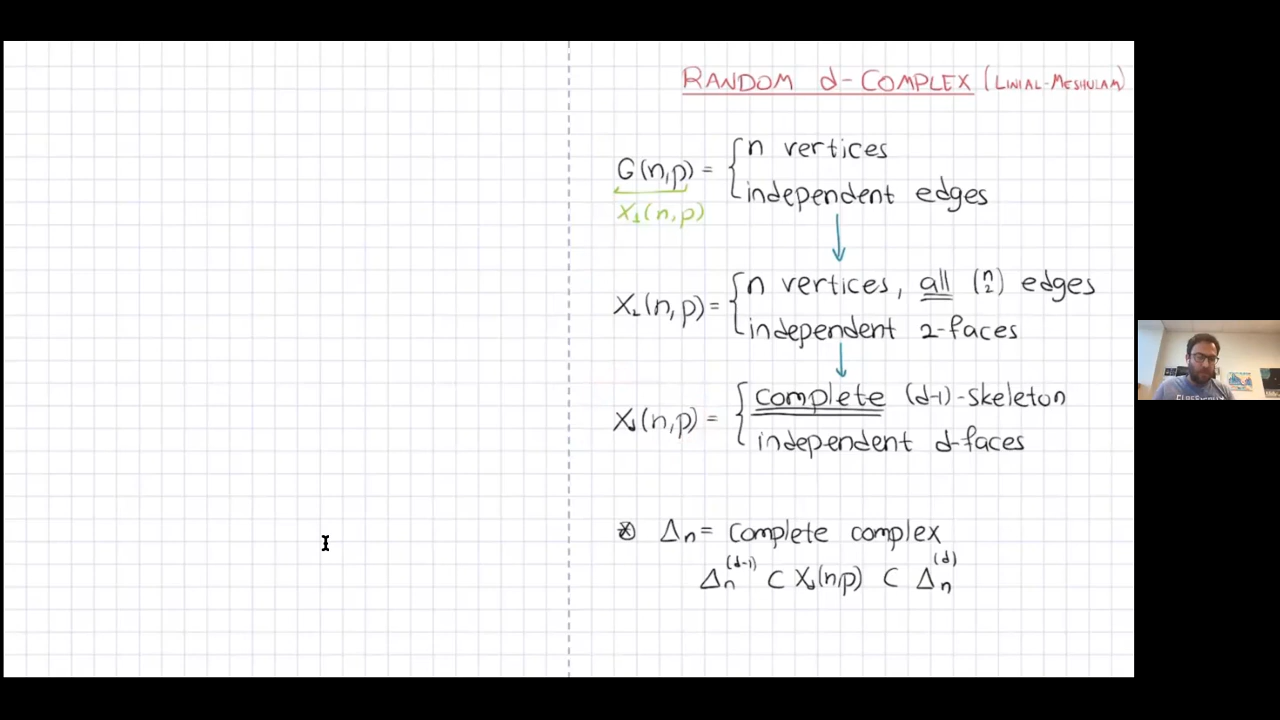 RANDOM d-COMPLEX (LINIAL-MESHULAM)
G(n,p) = { n vertices
independent edges
X₁(n,p)
X₂(n,p) = { n vertices, all (n 2) edges
independent 2-faces
X_d(n,p) = { complete (d-1)-skeleton
independent d-faces
⊛ Δn = complete complex
Δn^(d-1) ⊂ X_d(n,p) ⊂ Δn^(d)